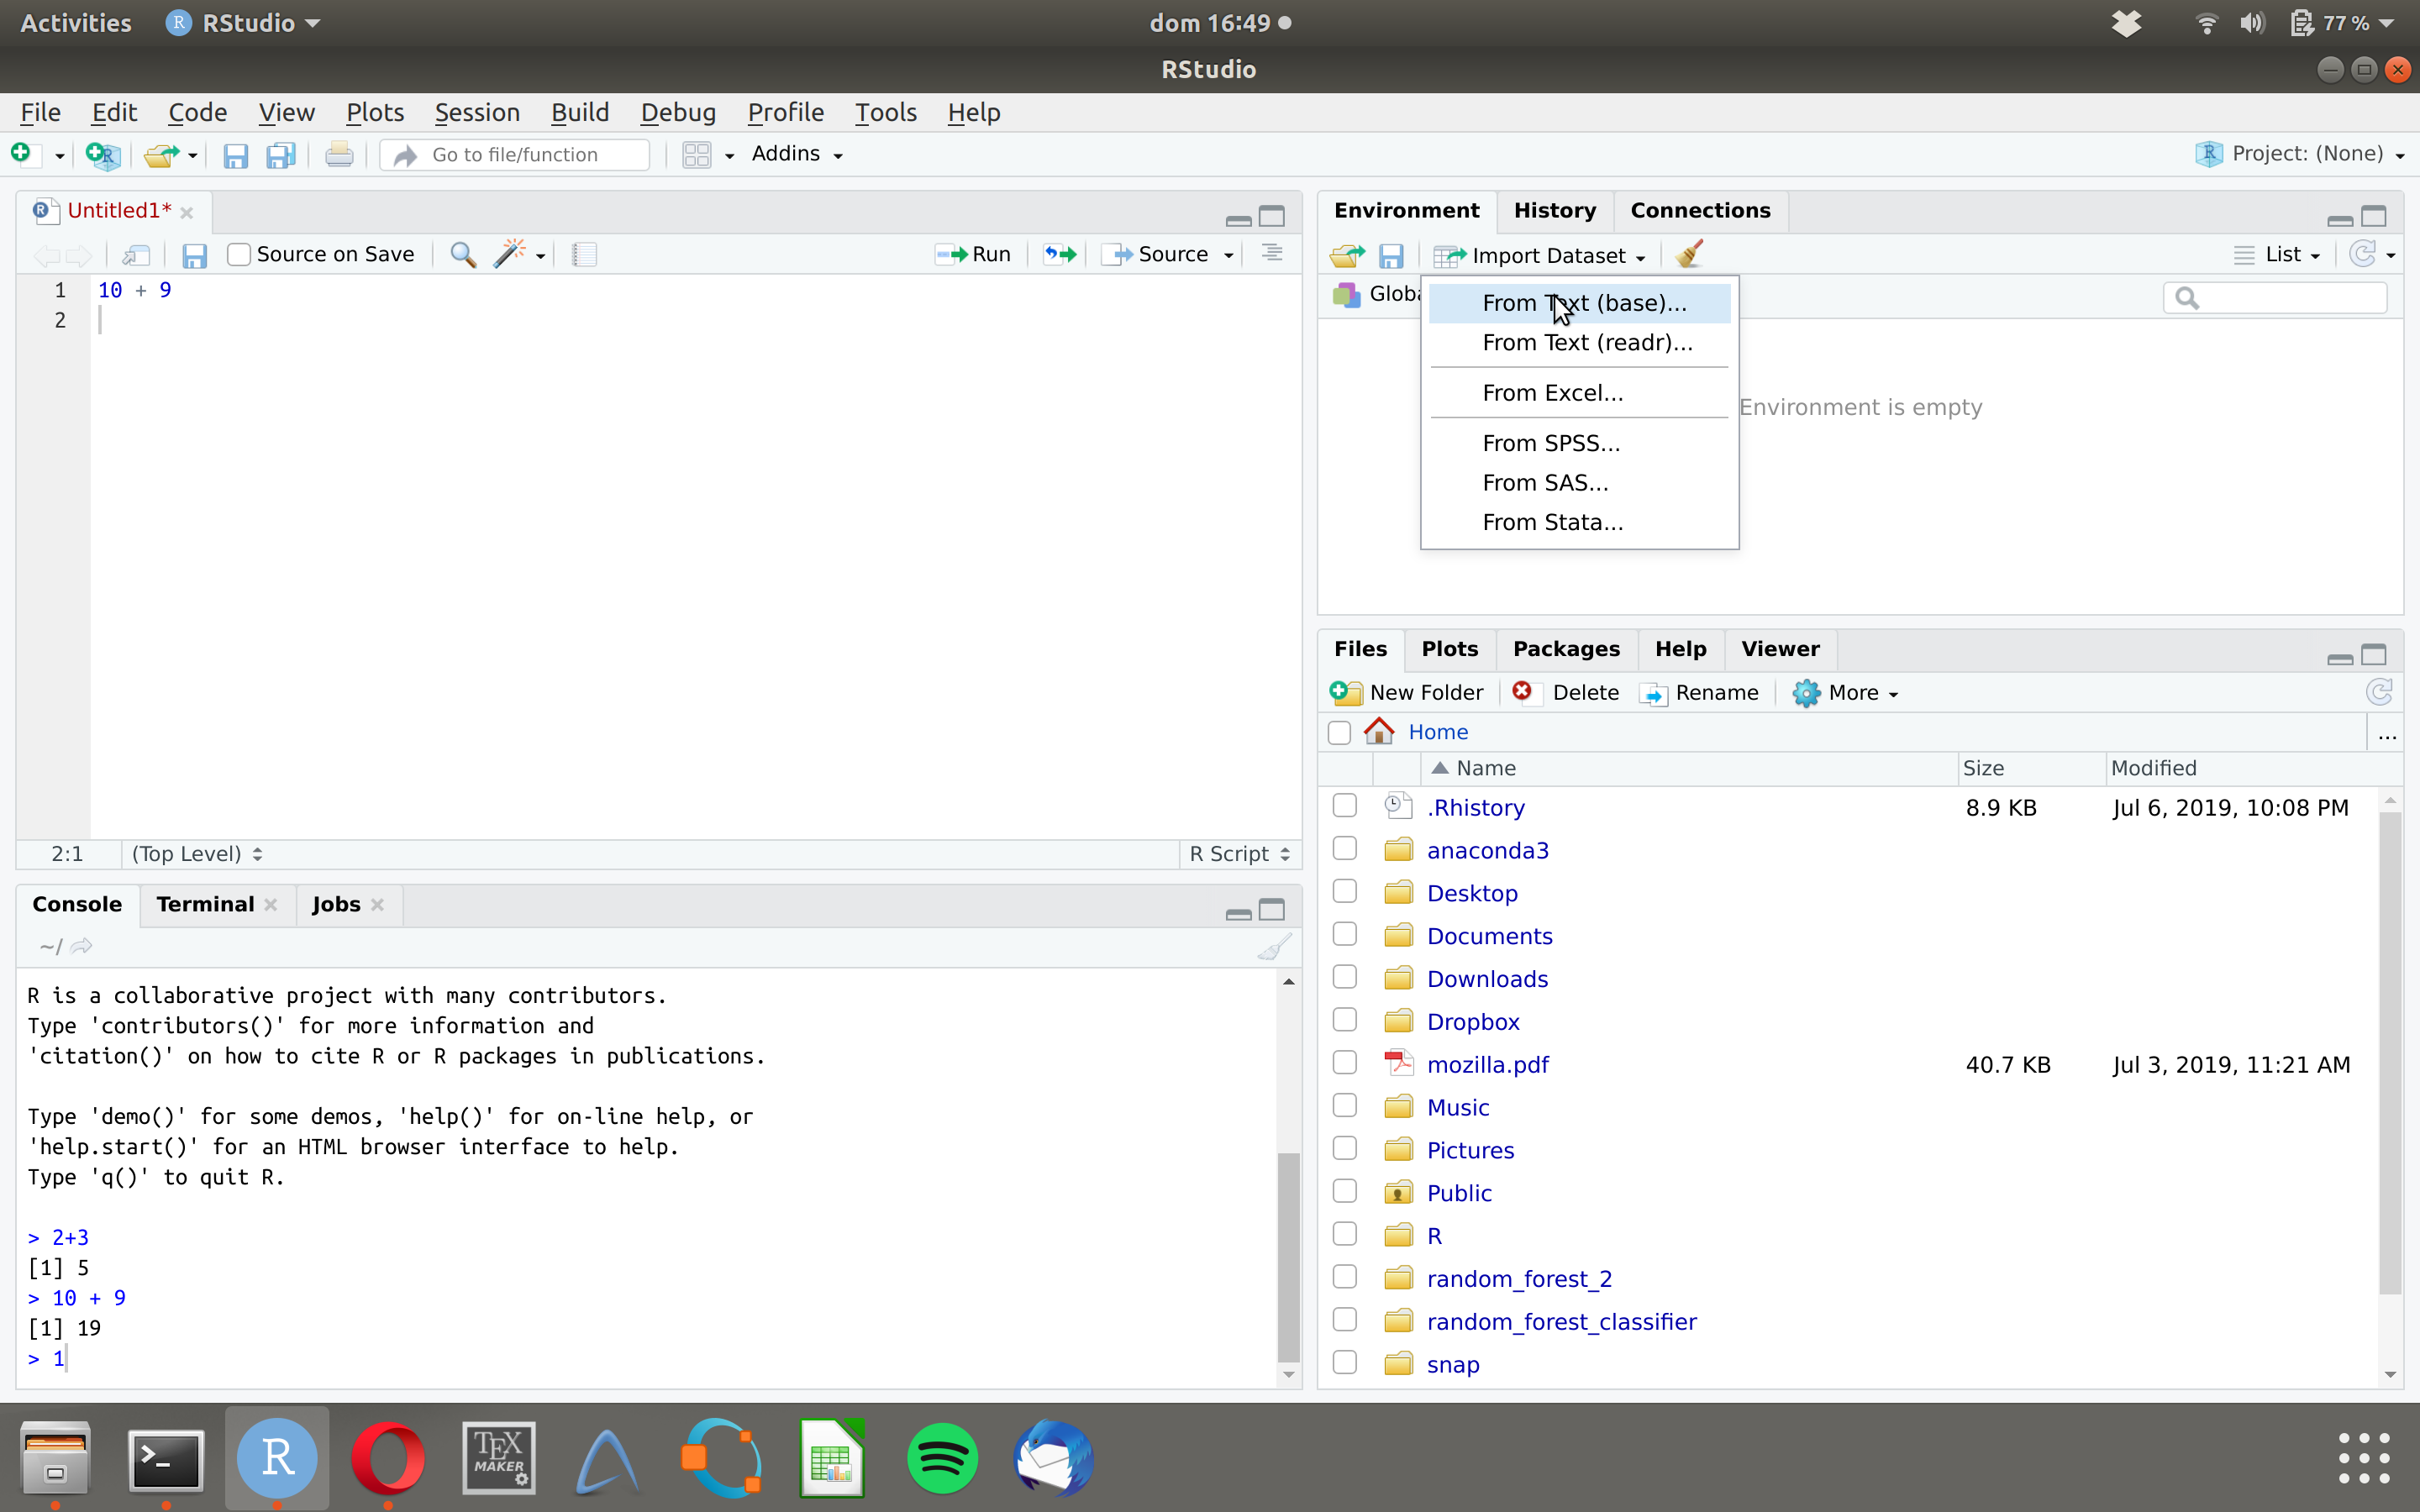 Activities RStudio dom 16:49 77 %
RStudio
File Edit Code View Plots Session Build Debug Profile Tools Help
Go to file/function Addins Project: (None)
Untitled1*
Source on Save Run Source
1 10 + 9
2
2:1 (Top Level) R Script
Console Terminal Jobs
~/
R is a collaborative project with many contributors.
Type 'contributors()' for more information and
'citation()' on how to cite R or R packages in publications.
Type 'demo()' for some demos, 'help()' for on-line help, or
'help.start()' for an HTML browser interface to help.
Type 'q()' to quit R.
> 2+3
[1] 5
> 10 + 9
[1] 19
> 1
Environment History Connections
Import Dataset List
Globa
From Text (base)...
From Text (readr)...
From Excel...
From SPSS...
From SAS...
From Stata...
Environment is empty
Files Plots Packages Help Viewer
New Folder Delete Rename More
Home ...
Name Size Modified
.Rhistory 8.9 KB Jul 6, 2019, 10:08 PM
anaconda3
Desktop
Documents
Downloads
Dropbox
mozilla.pdf 40.7 KB Jul 3, 2019, 11:21 AM
Music
Pictures
Public
R
random_forest_2
random_forest_classifier
snap
>_ R TEX
MAKER